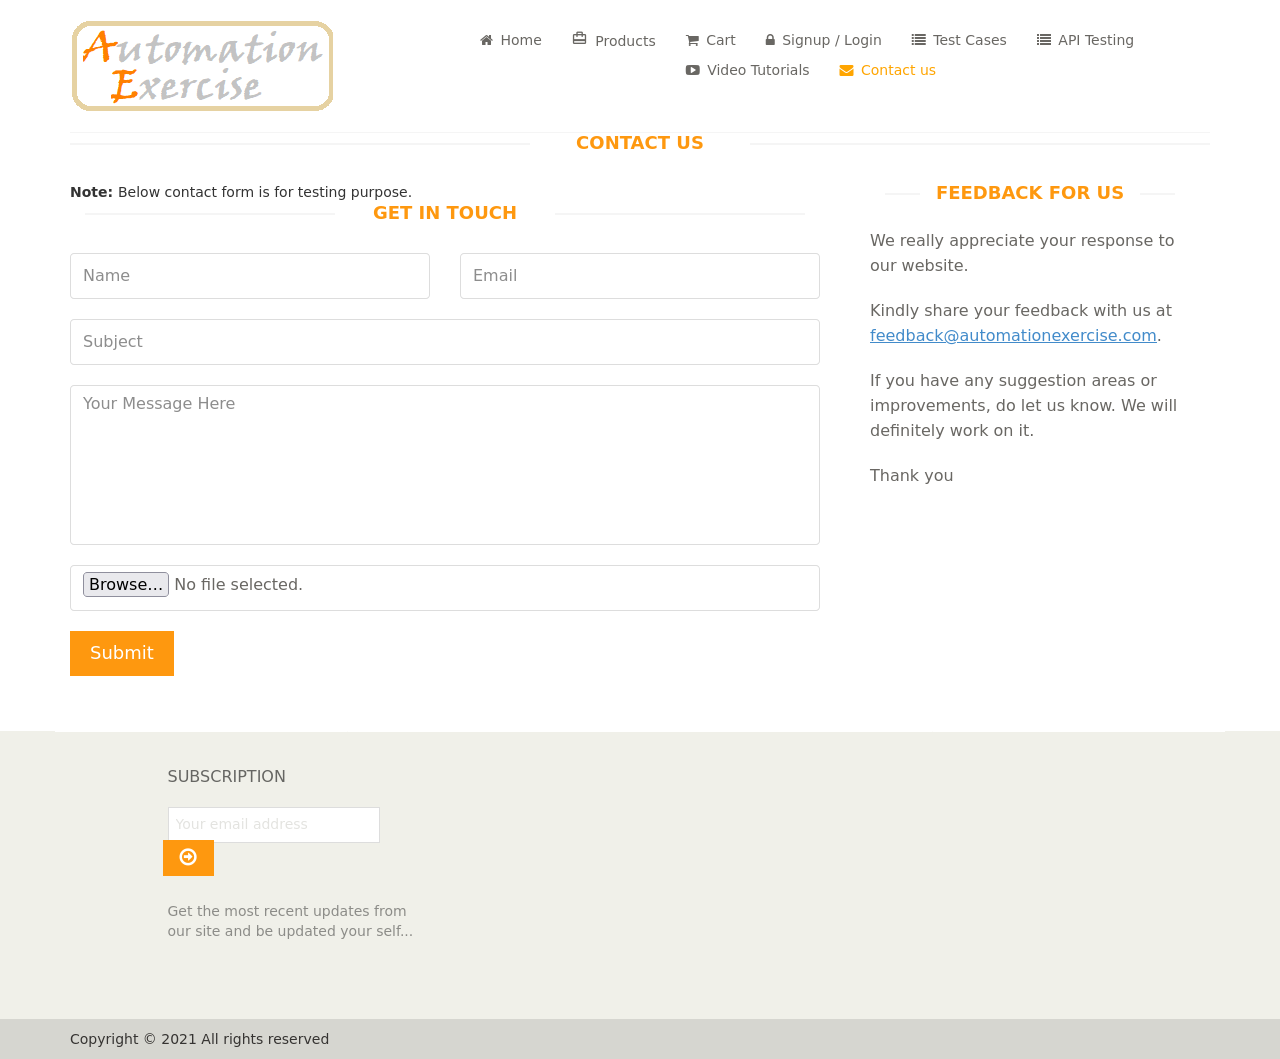 Automation
Exercise
Home
Products
Cart
Signup / Login
Test Cases
API Testing
Video Tutorials
Contact us
CONTACT US
Note: Below contact form is for testing purpose.
GET IN TOUCH
Name
Email
Subject
Your Message Here
Browse... No file selected.
Submit
FEEDBACK FOR US
We really appreciate your response to
our website.
Kindly share your feedback with us at
feedback@automationexercise.com.
If you have any suggestion areas or
improvements, do let us know. We will
definitely work on it.
Thank you
SUBSCRIPTION
Your email address
Get the most recent updates from
our site and be updated your self...
Copyright © 2021 All rights reserved